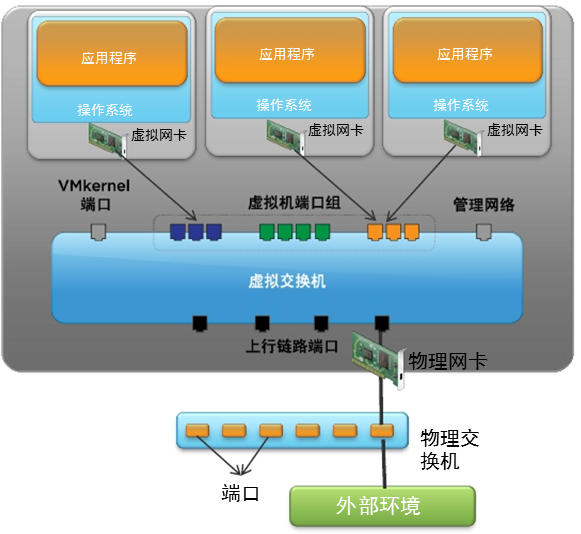 应用程序
应用程序
应用程序
操作系统
操作系统
操作系统
虚拟网卡
虚拟网卡
虚拟网卡
VMkernel
端口
虚拟机端口组
管理网络
虚拟交换机
上行链路端口
物理网卡
物理交
换机
端口
外部环境